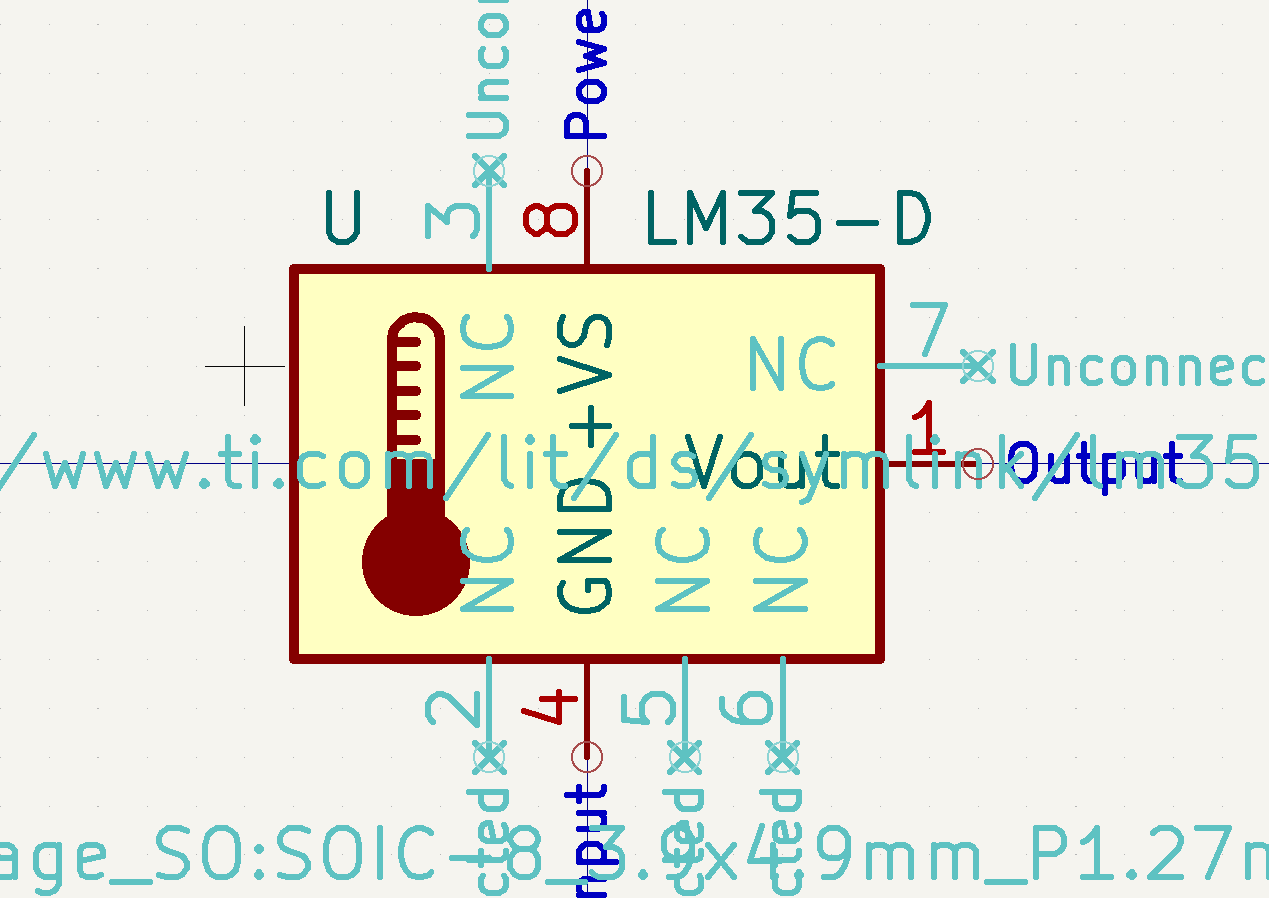 Uncon
Powe
U
3
8
LM35-D
NC
+VS
NC
7
Unconnec
Vout
1
Output
/www.ti.com/lit/ds/symlink/lm35
NC
GND
NC
NC
2
4
5
6
cted
nput
cted
cted
age_SO:SOIC-8_3.9x4.9mm_P1.27m